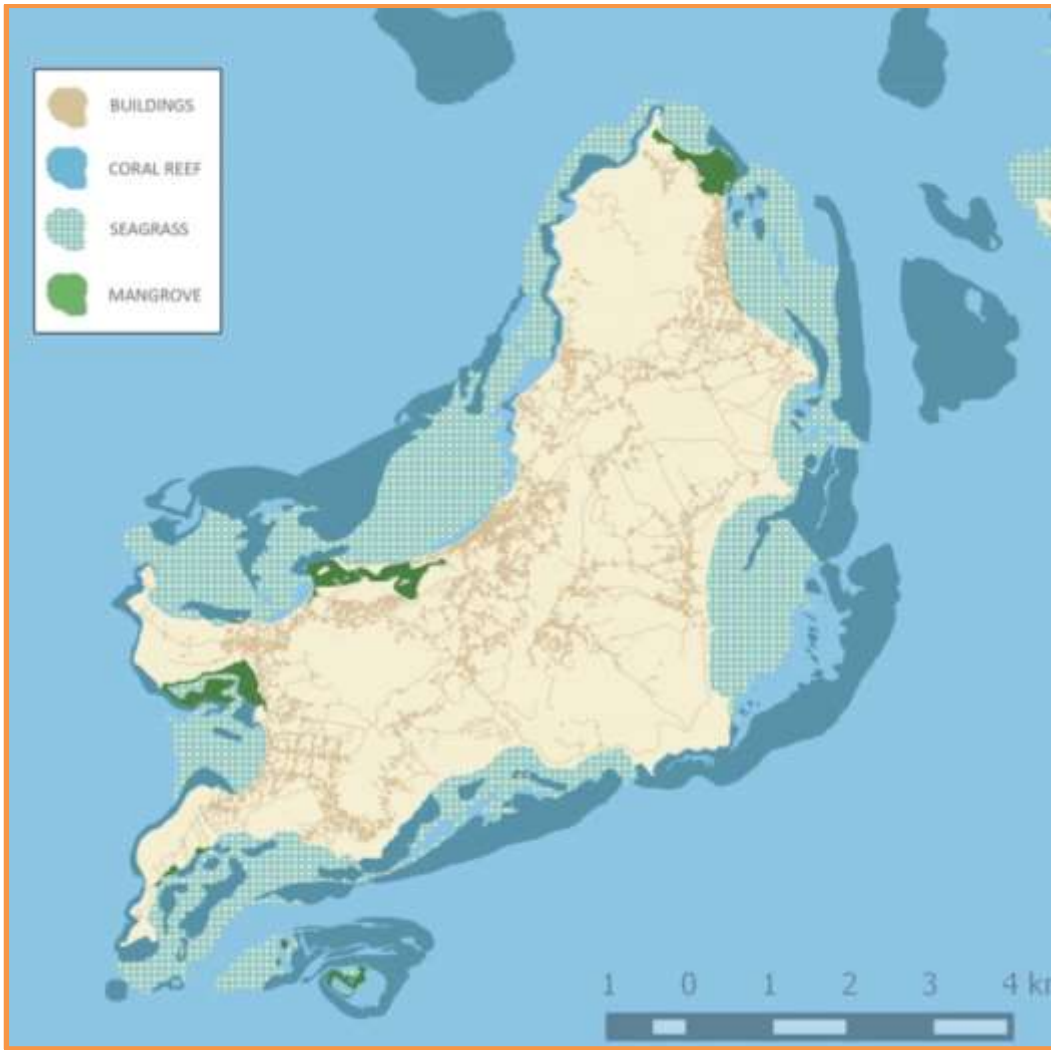 BUILDINGS
CORAL REEF
SEAGRASS
MANGROVE
1 0 1 2 3 4 km